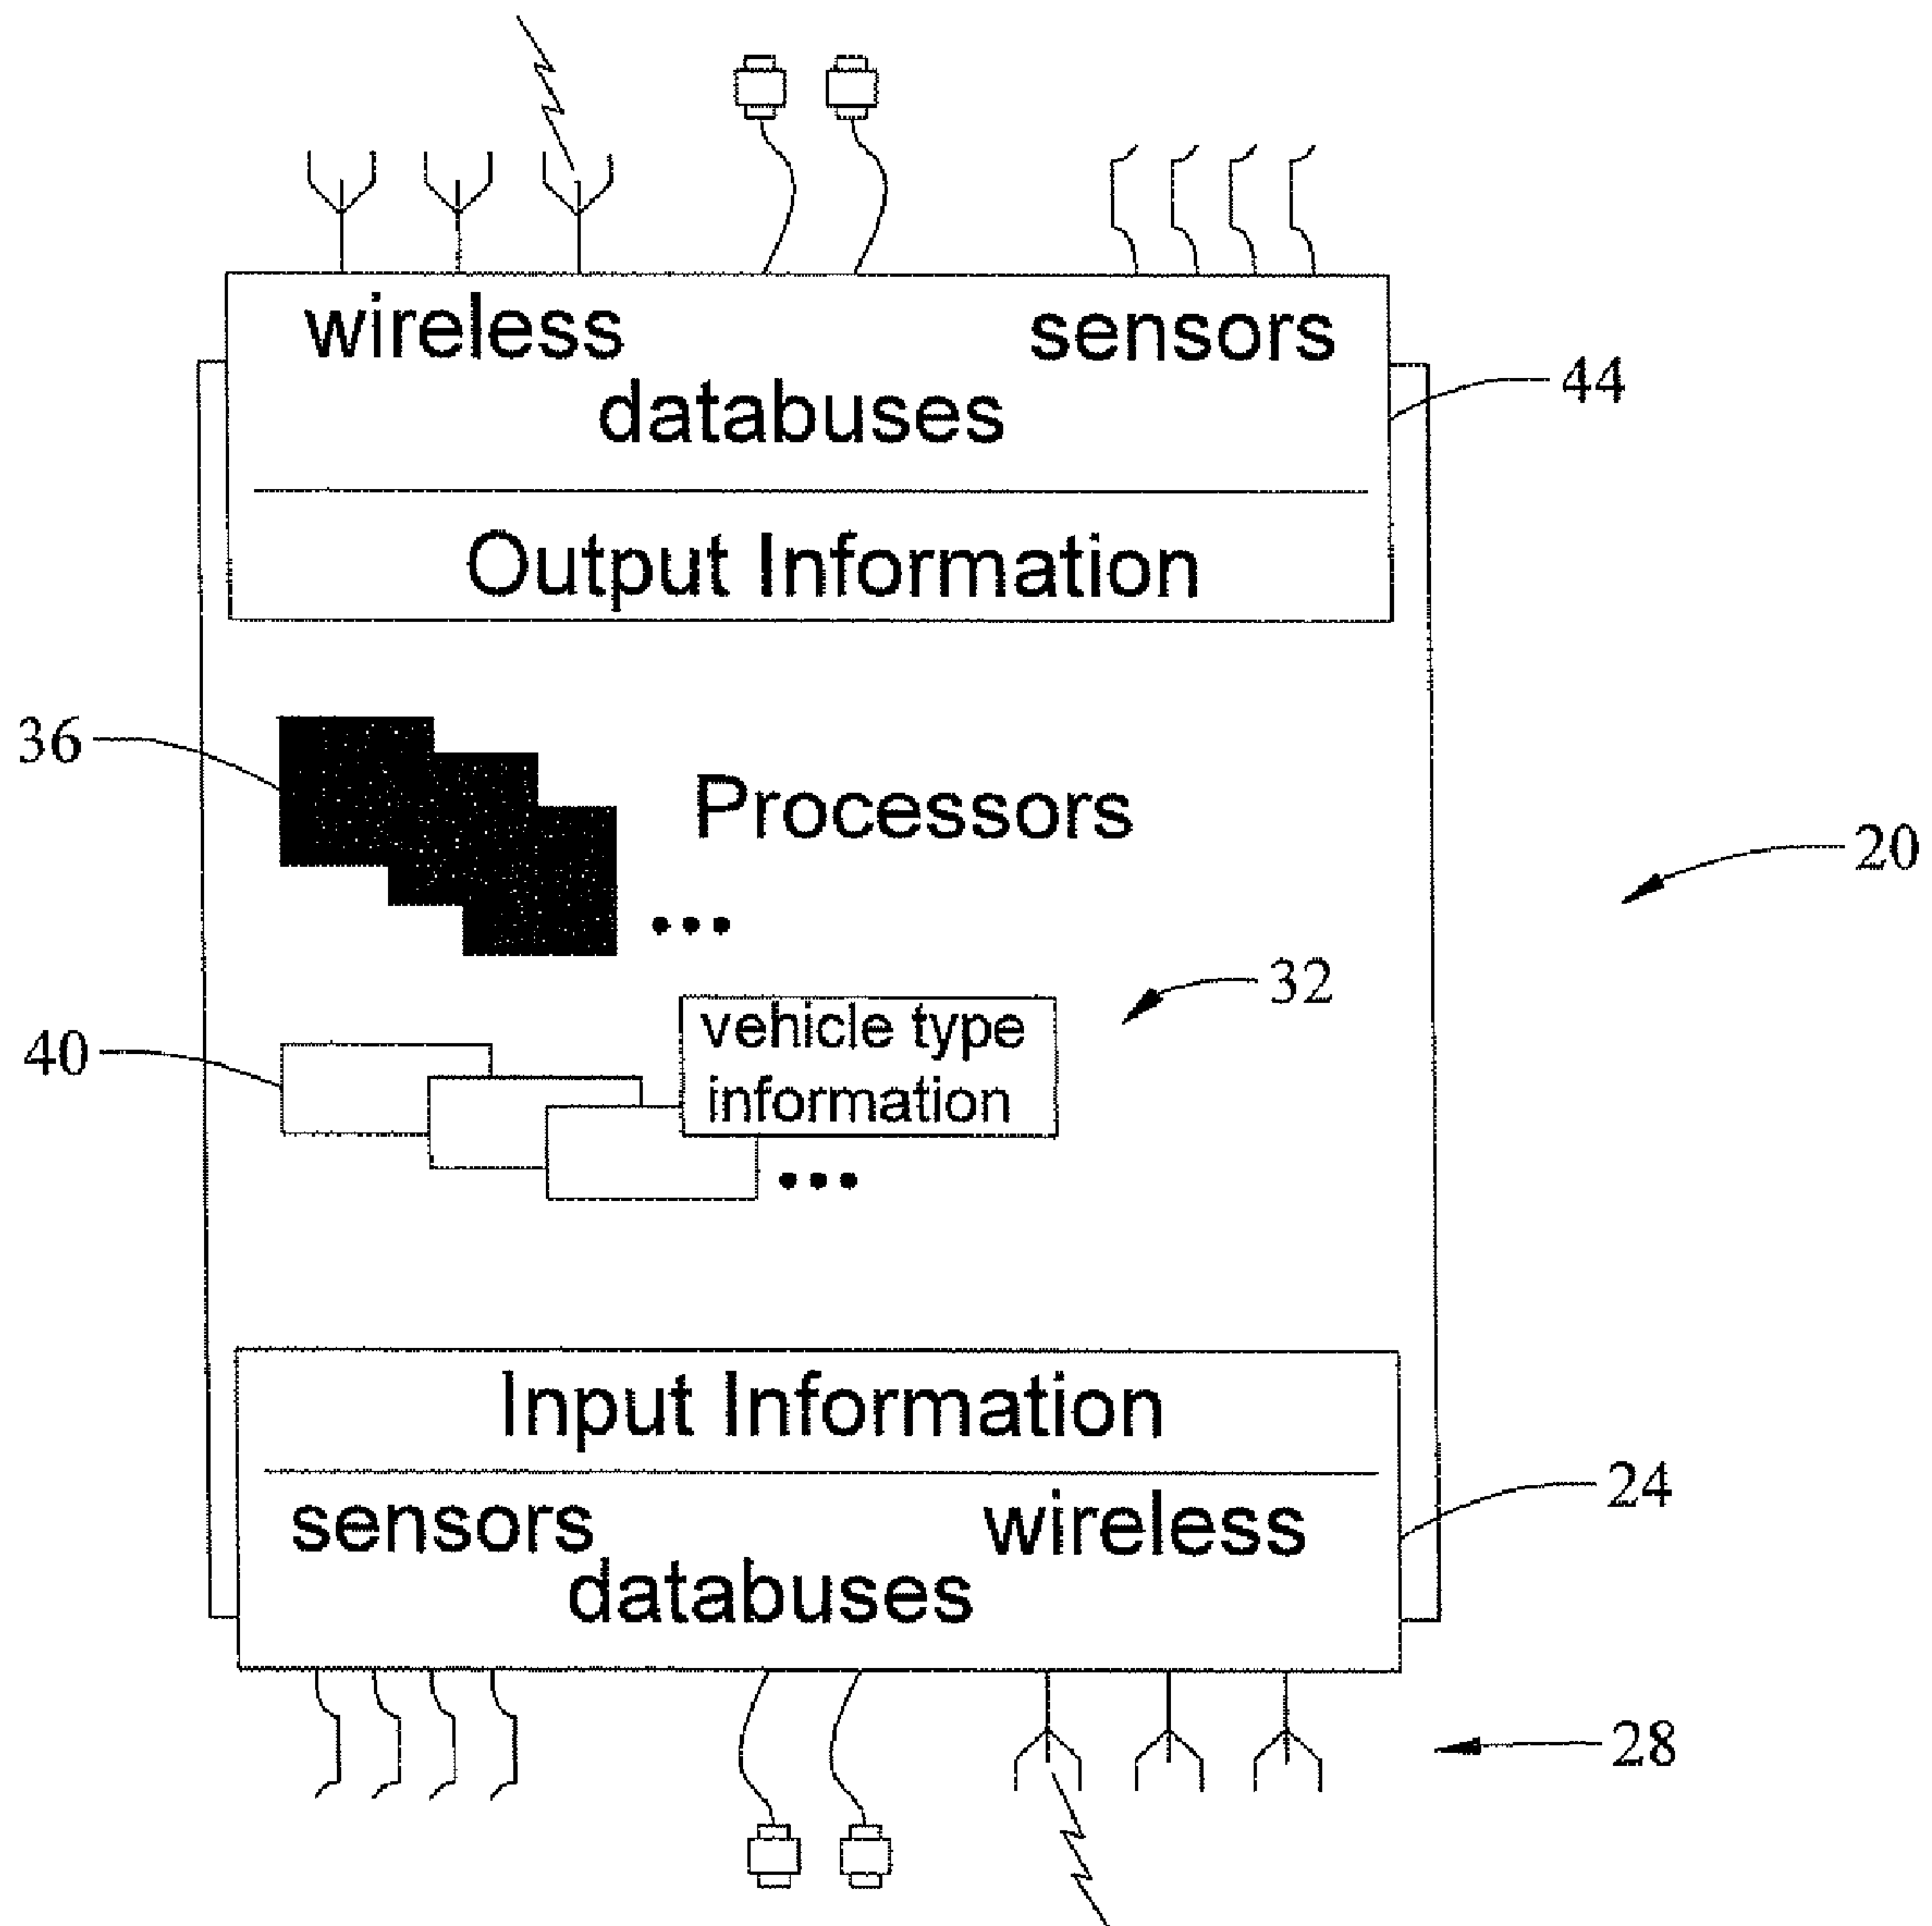 wireless sensors
databuses
44
Output Information
36
Processors
20
•••
32
vehicle type
information
40
•••
Input Information
24
sensors wireless
databuses
28